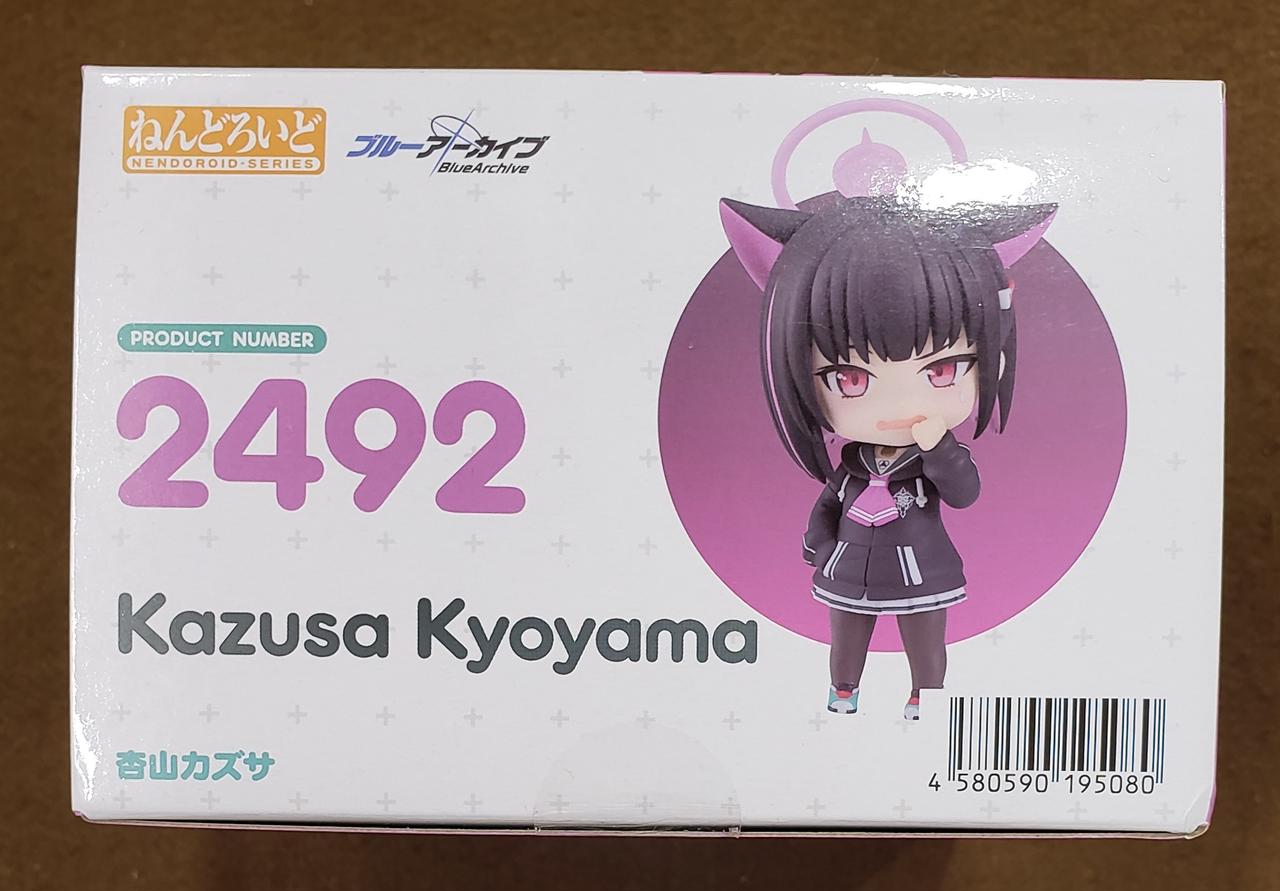 ねんどろいど
NENDOROID-SERIES
ブルーアーカイブ
BlueArchive
PRODUCT NUMBER
2492
Kazusa Kyoyama
杏山カズサ
4 580590 195080